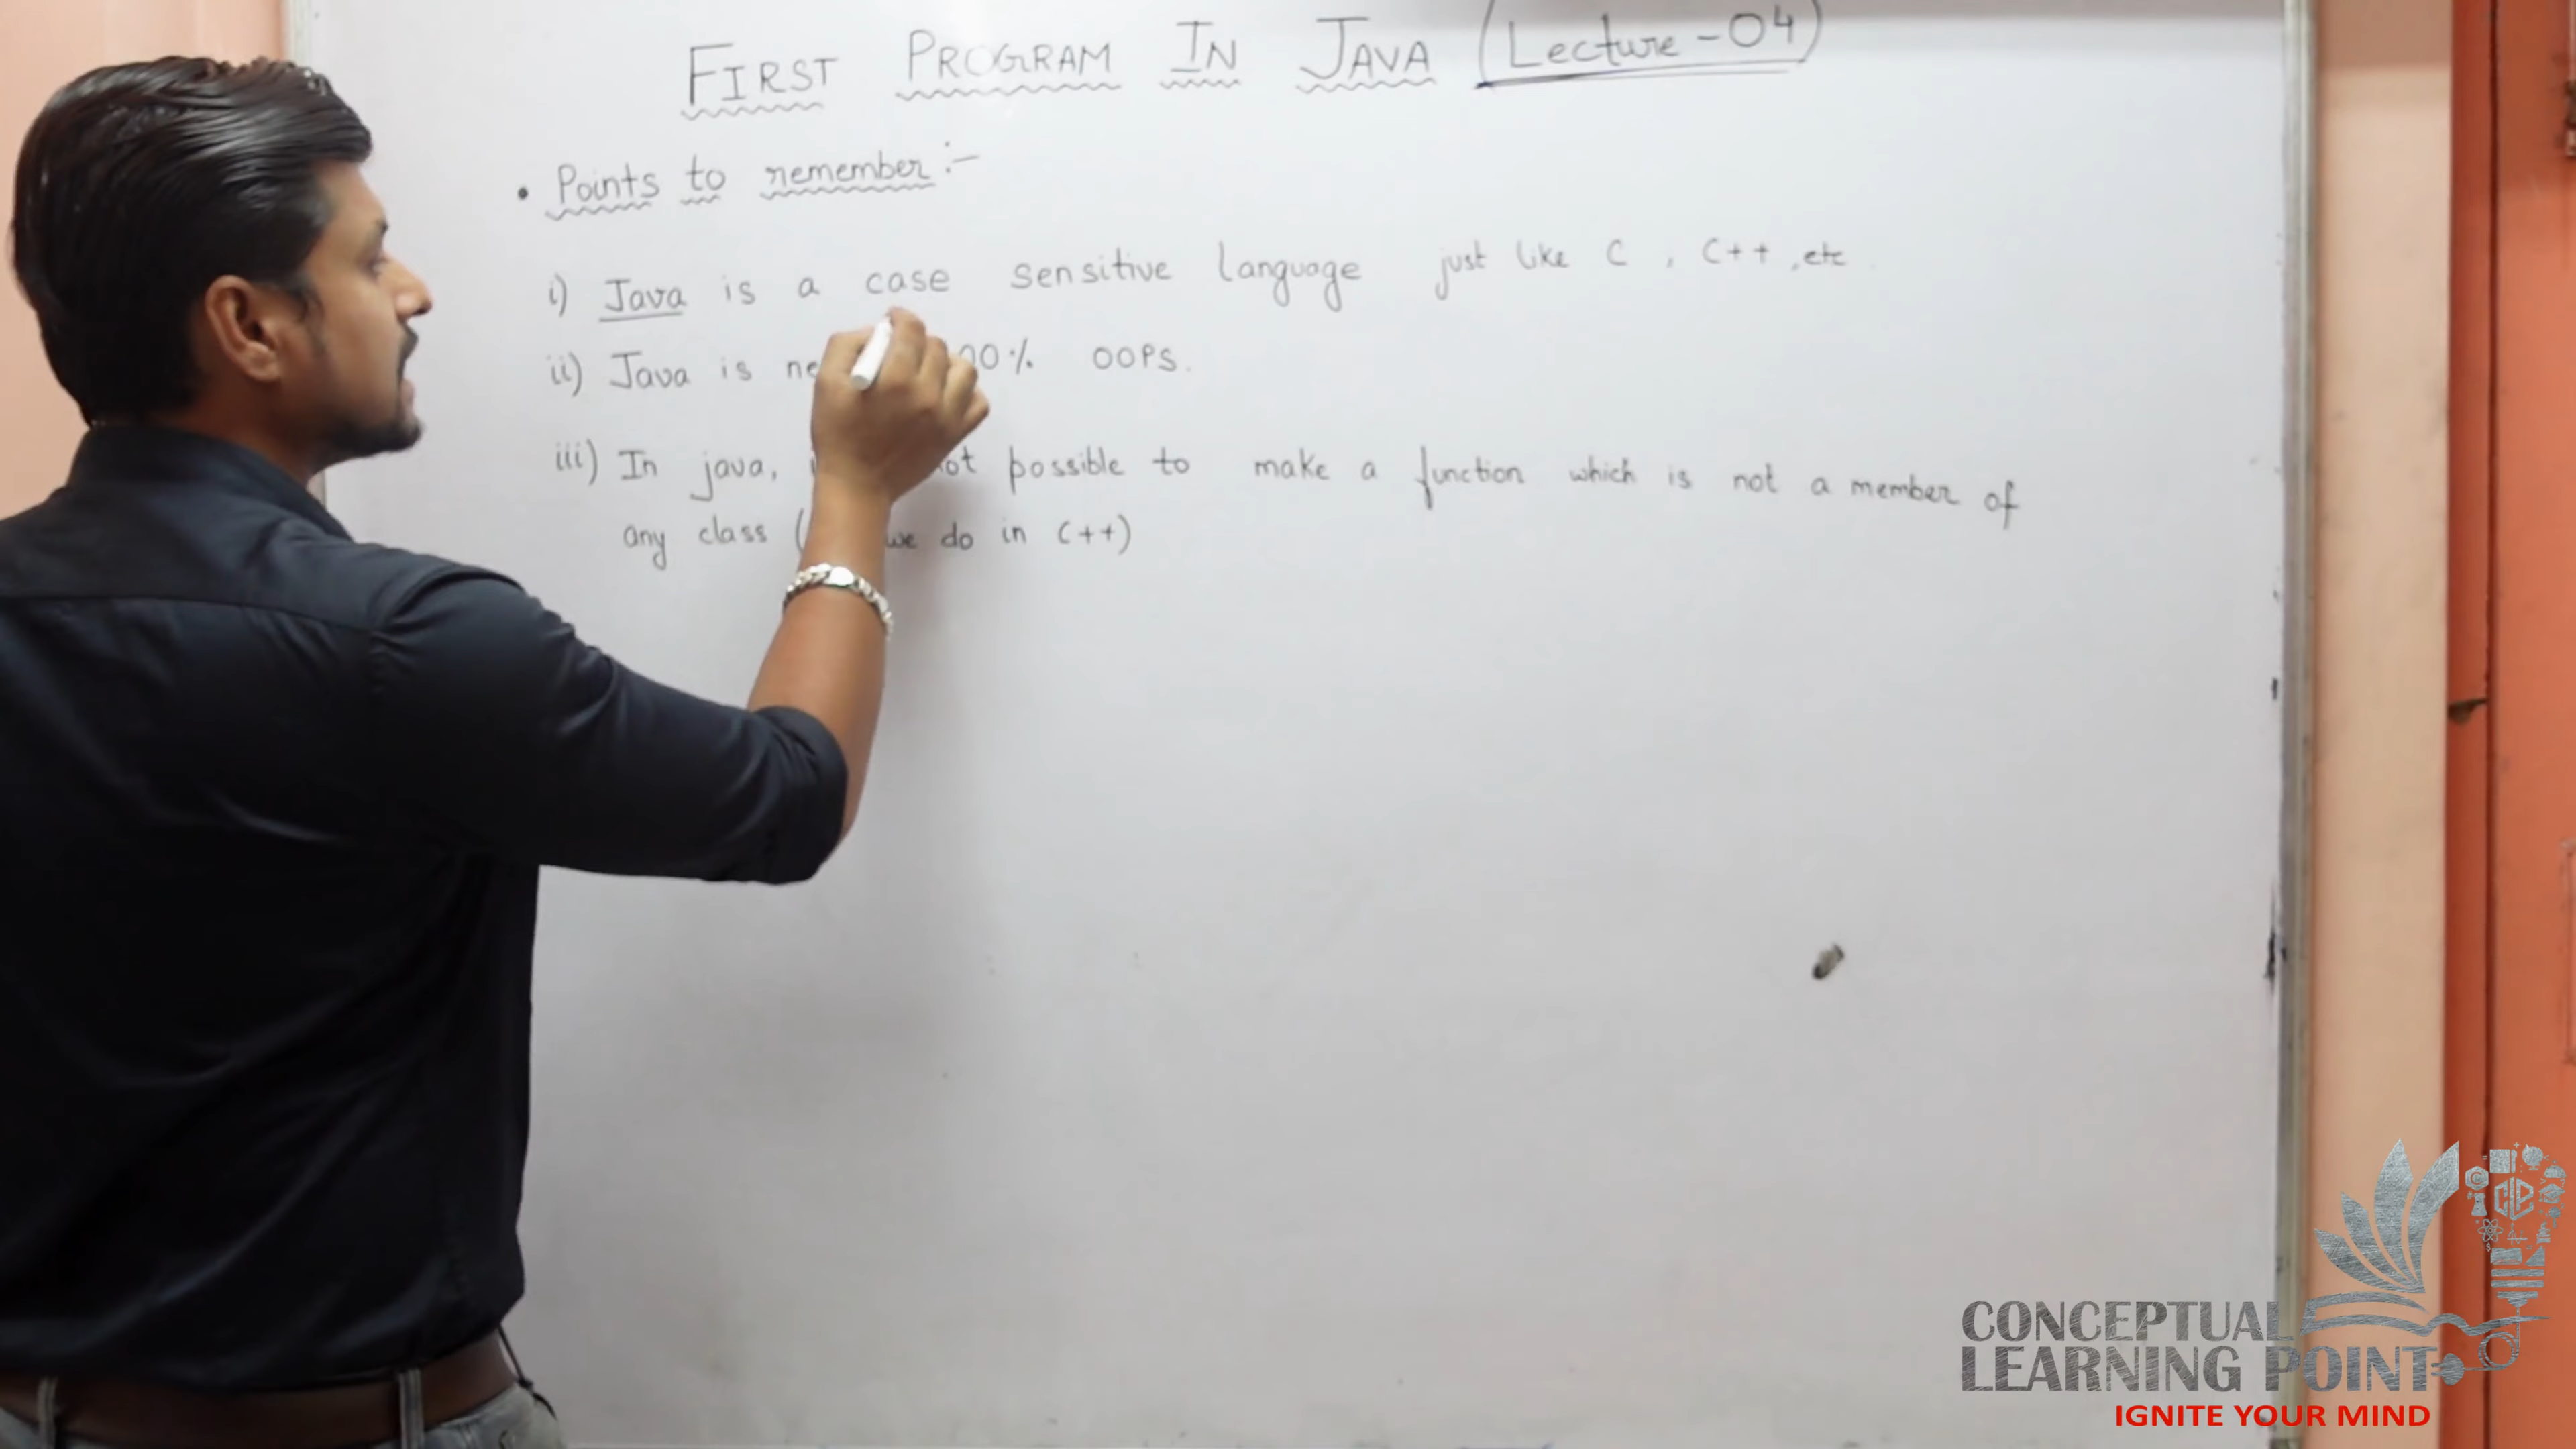 FIRST PROGRAM IN JAVA (Lecture-04)
• Points to remember :-
i) Java is a case sensitive language just like C , C++ , etc
ii) Java is 00% OOPS.
iii) In java, possible to make a function which is not a member of
any class ( we do in C++)
CLP
CONCEPTUAL
LEARNING POINT
IGNITE YOUR MIND